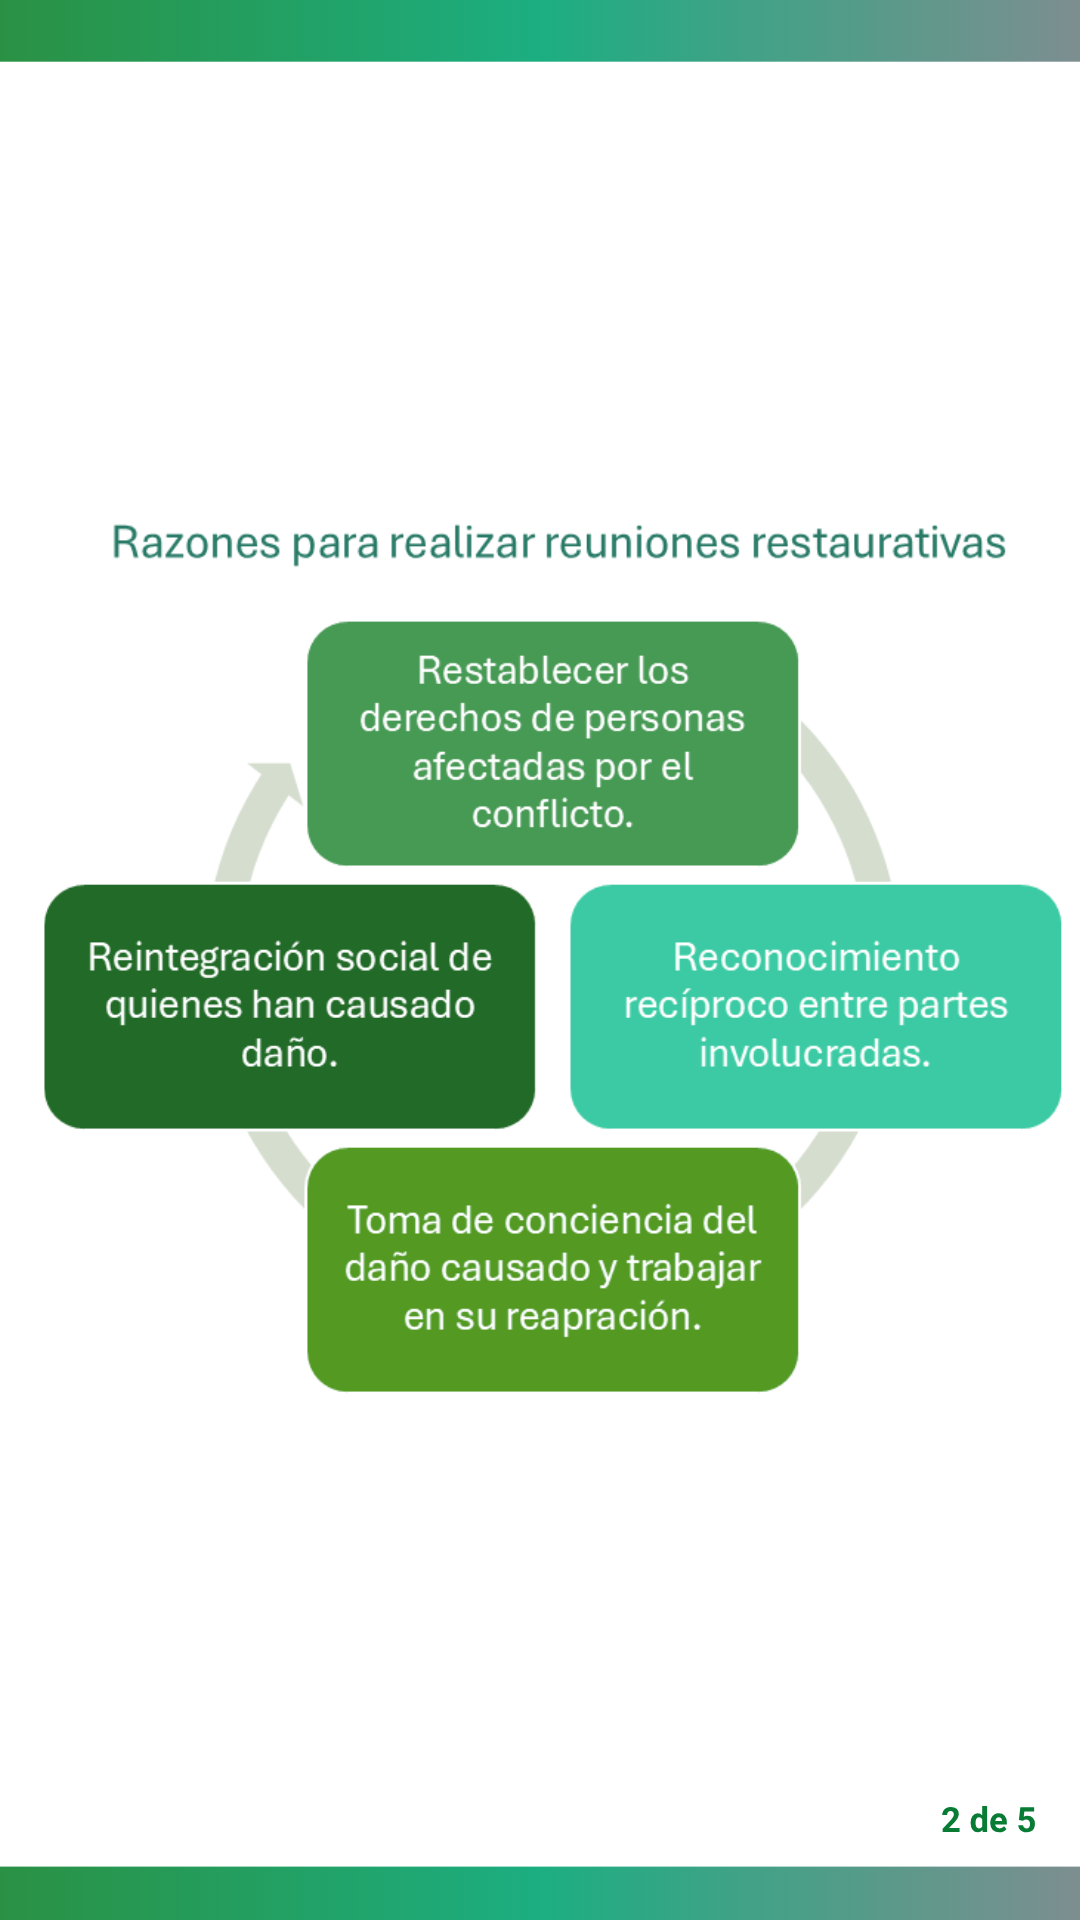 Razones para realizar reuniones restaurativas
Restablecer los
derechos de personas
afectadas por el
conflicto.
Reintegración social de
quienes han causado
daño.
Reconocimiento
recíproco entre partes
involucradas.
Toma de conciencia del
daño causado y trabajar
en su reapración.
2 de 5